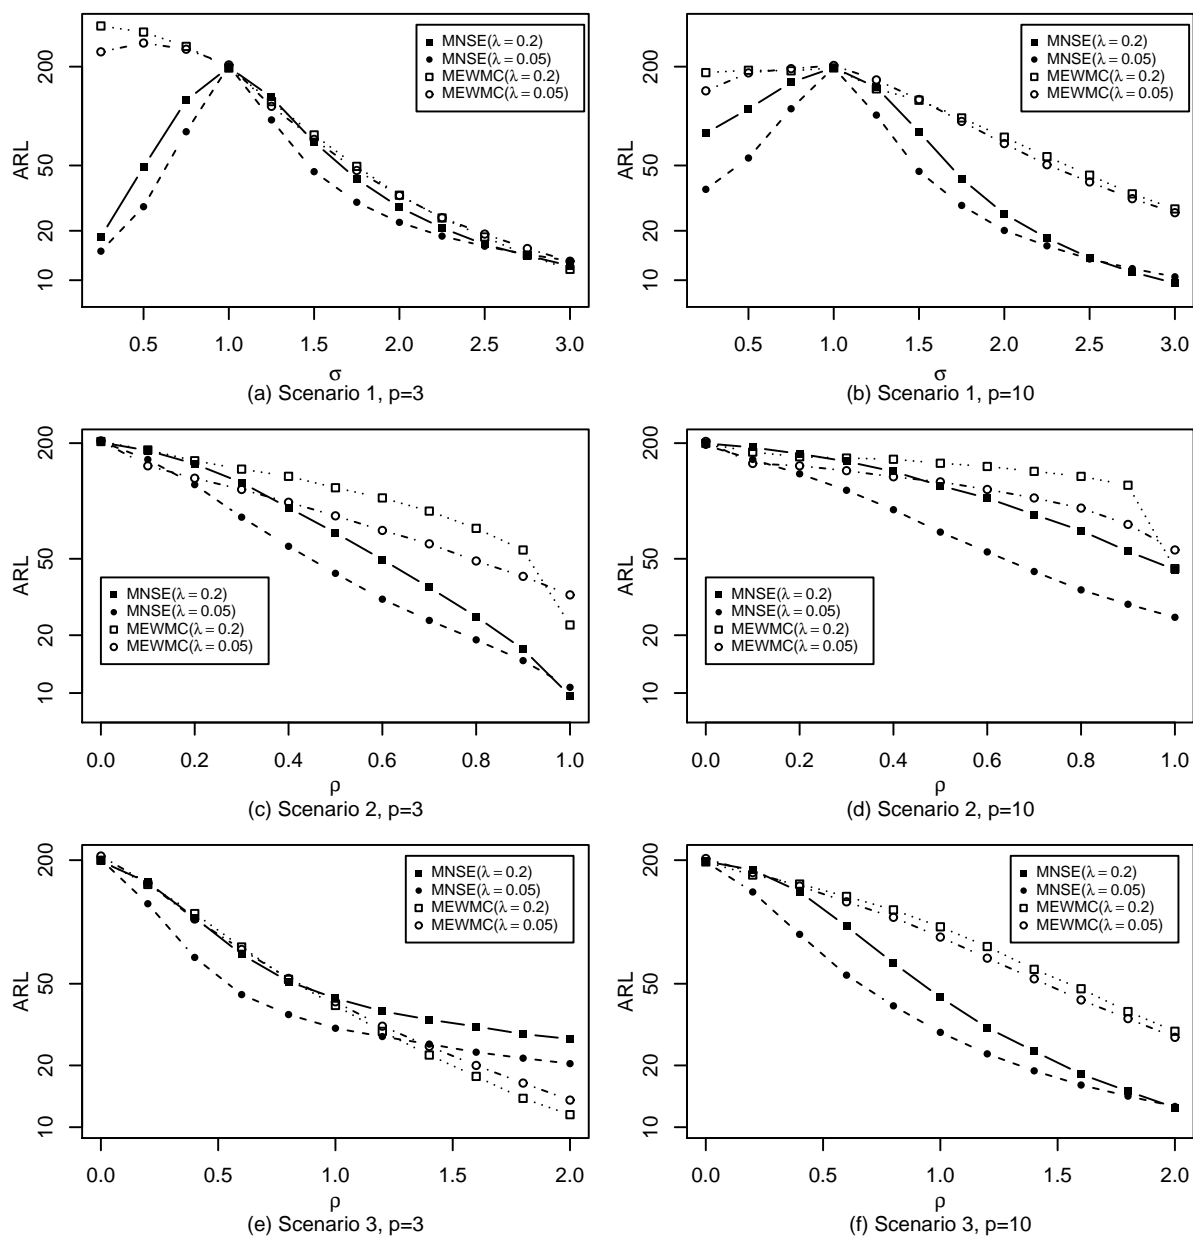 MNSE(λ = 0.2)
MNSE(λ = 0.05)
MEWMC(λ = 0.2)
MEWMC(λ = 0.05)
ARL
200
50
20
10
0.5 1.0 1.5 2.0 2.5 3.0
σ
(a) Scenario 1, p=3
MNSE(λ = 0.2)
MNSE(λ = 0.05)
MEWMC(λ = 0.2)
MEWMC(λ = 0.05)
ARL
200
50
20
10
0.5 1.0 1.5 2.0 2.5 3.0
σ
(b) Scenario 1, p=10
ARL
200
50
20
10
MNSE(λ = 0.2)
MNSE(λ = 0.05)
MEWMC(λ = 0.2)
MEWMC(λ = 0.05)
0.0 0.2 0.4 0.6 0.8 1.0
ρ
(c) Scenario 2, p=3
ARL
200
50
20
10
MNSE(λ = 0.2)
MNSE(λ = 0.05)
MEWMC(λ = 0.2)
MEWMC(λ = 0.05)
0.0 0.2 0.4 0.6 0.8 1.0
ρ
(d) Scenario 2, p=10
MNSE(λ = 0.2)
MNSE(λ = 0.05)
MEWMC(λ = 0.2)
MEWMC(λ = 0.05)
ARL
200
50
20
10
0.0 0.5 1.0 1.5 2.0
ρ
(e) Scenario 3, p=3
MNSE(λ = 0.2)
MNSE(λ = 0.05)
MEWMC(λ = 0.2)
MEWMC(λ = 0.05)
ARL
200
50
20
10
0.0 0.5 1.0 1.5 2.0
ρ
(f) Scenario 3, p=10